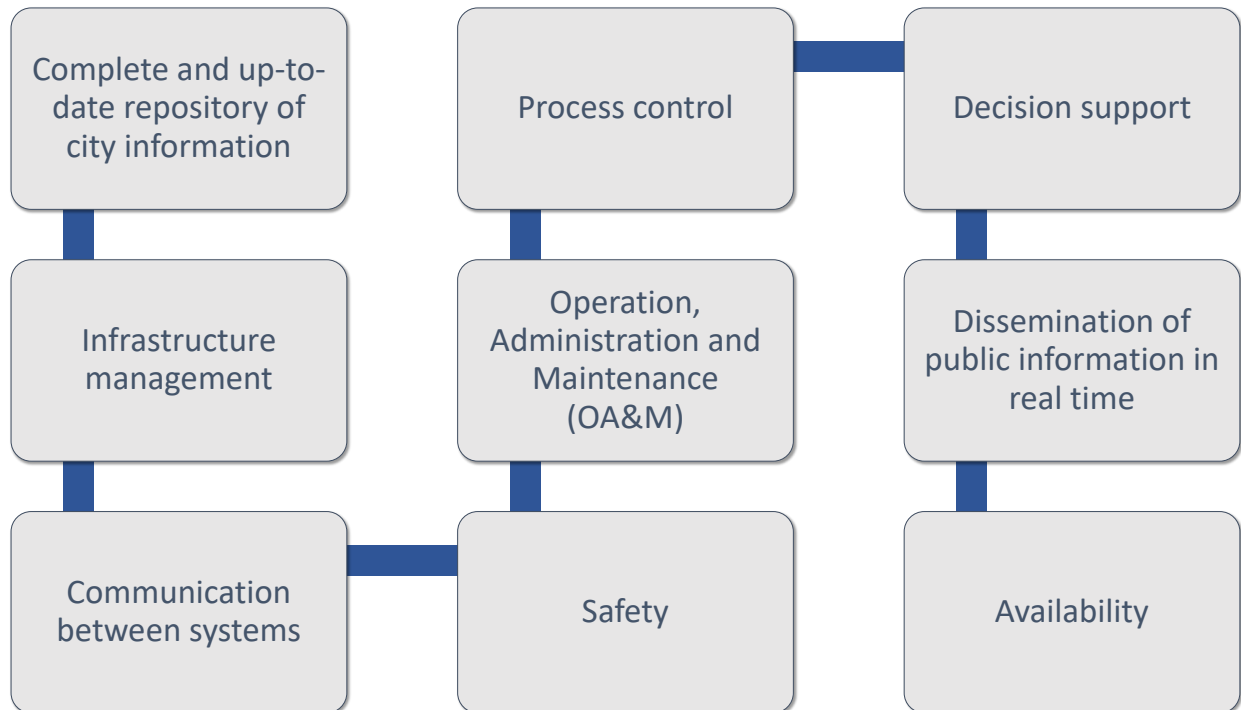 Complete and up-to-
date repository of
city information
Infrastructure
management
Communication
between systems
Safety
Operation,
Administration and
Maintenance
(OA&M)
Process control
Decision support
Dissemination of
public information in
real time
Availability